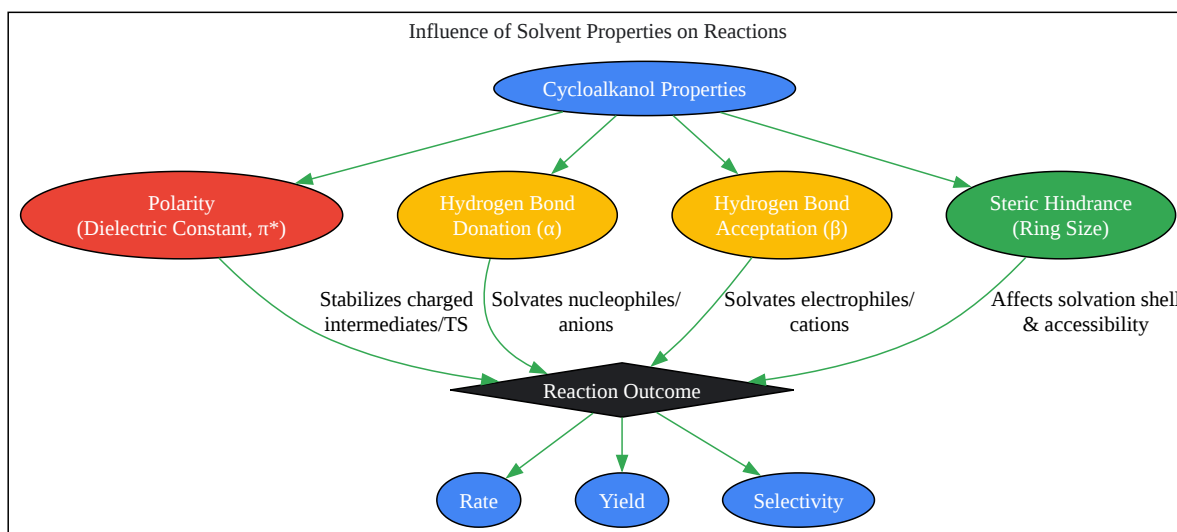 Influence of Solvent Properties on Reactions
Cycloalkanol Properties
Polarity
(Dielectric Constant, π*)
Hydrogen Bond
Donation (α)
Hydrogen Bond
Acceptation (β)
Steric Hindrance
(Ring Size)
Stabilizes charged
intermediates/TS
Solvates nucleophiles/
anions
Solvates electrophiles/
cations
Affects solvation shell
& accessibility
Reaction Outcome
Rate
Yield
Selectivity